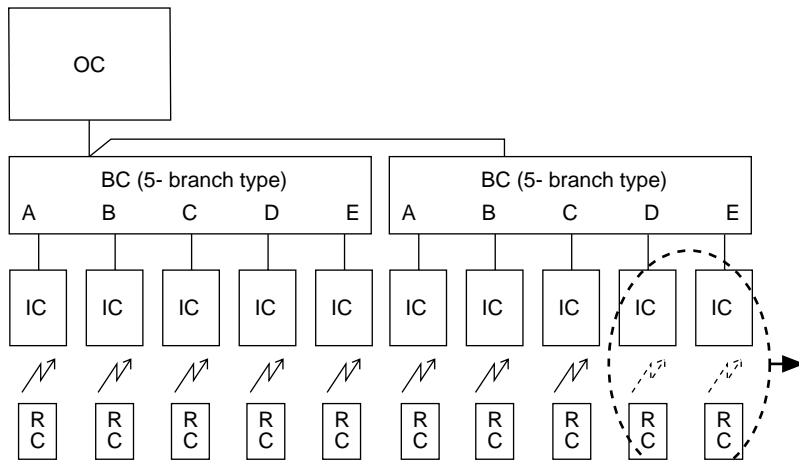 OC
BC (5- branch type)
BC (5- branch type)
A B C D E A B C D E
IC IC IC IC IC IC IC IC IC IC
R R R R R R R R R R
C C C C C C C C C C